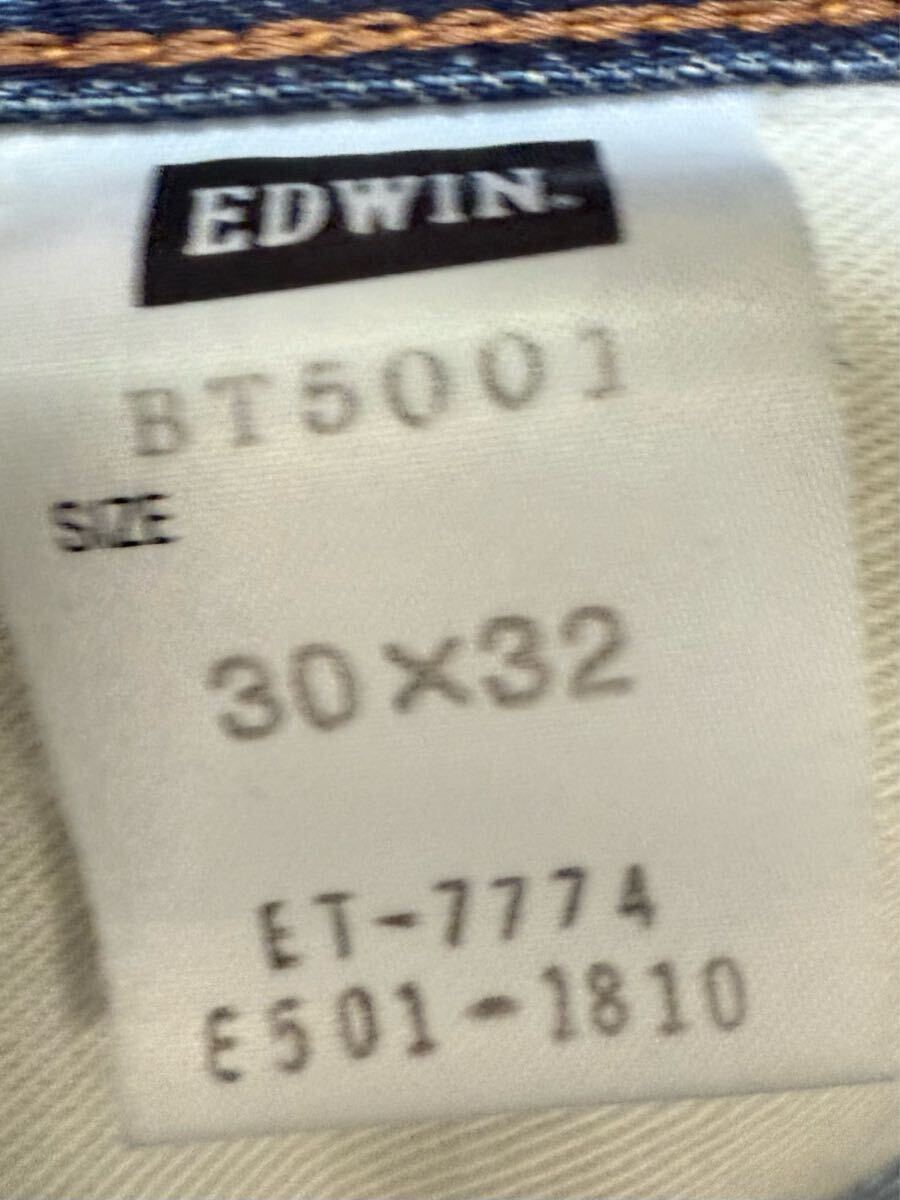 EDWIN.
BT5001
SIZE
30×32
ET-7774
E501-1810